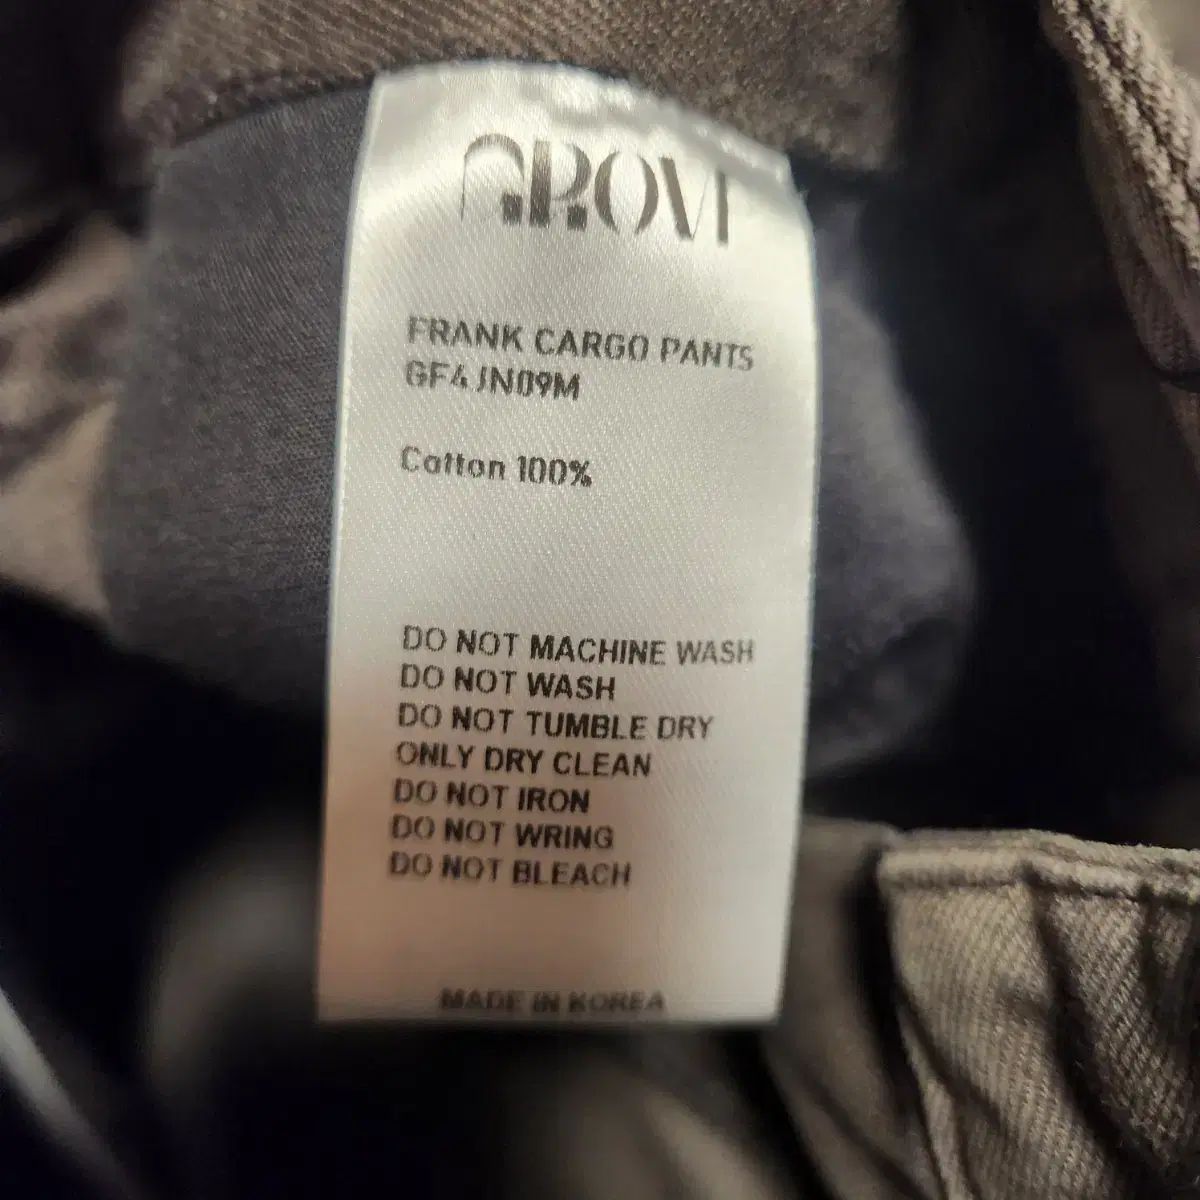 GROVE
FRANK CARGO PANTS
GF4JN09M
Cotton 100%
DO NOT MACHINE WASH
DO NOT WASH
DO NOT TUMBLE DRY
ONLY DRY CLEAN
DO NOT IRON
DO NOT WRING
DO NOT BLEACH
MADE IN KOREA